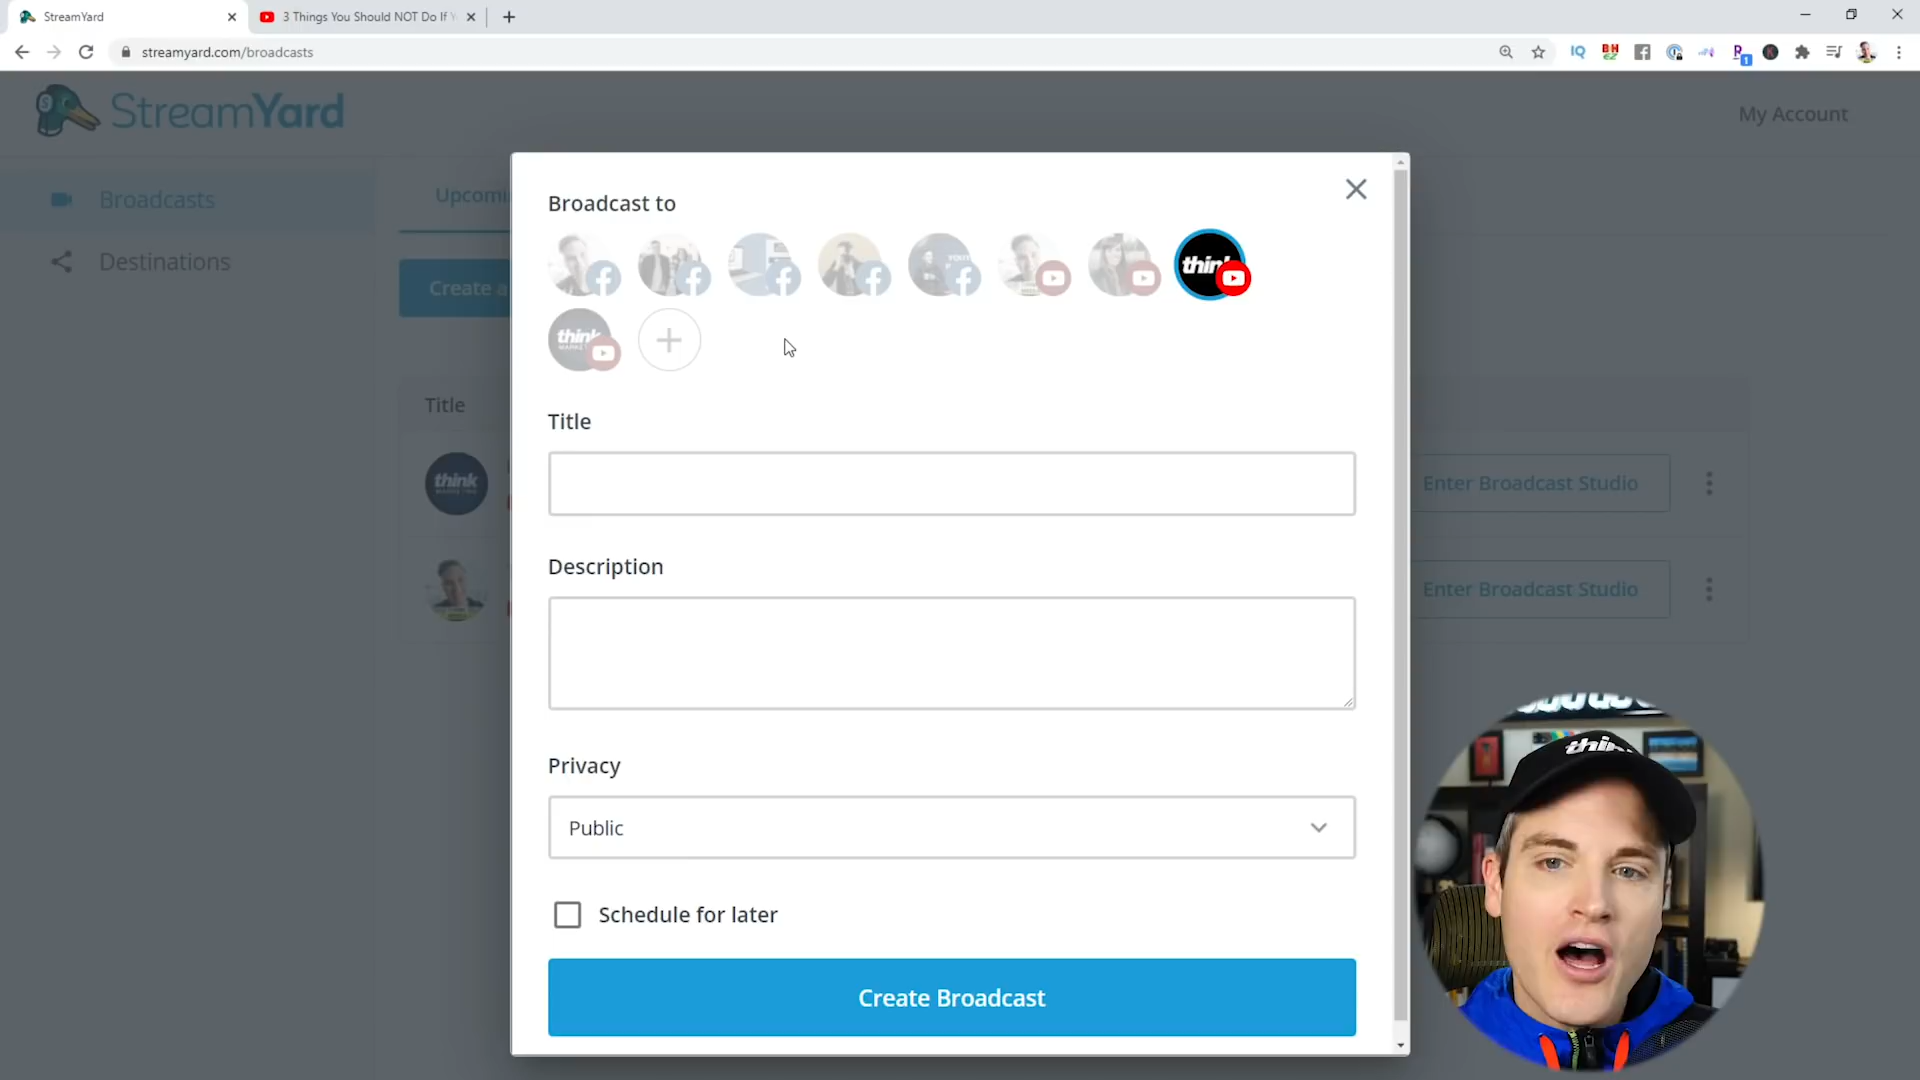 StreamYard
3 Things You Should NOT Do If Y
streamyard.com/broadcasts
StreamYard
My Account
Broadcasts
Destinations
Upcomi
Create a
Broadcast to
think
think
Title
Title
Description
think
Enter Broadcast Studio
Enter Broadcast Studio
Privacy
Public
Schedule for later
Create Broadcast